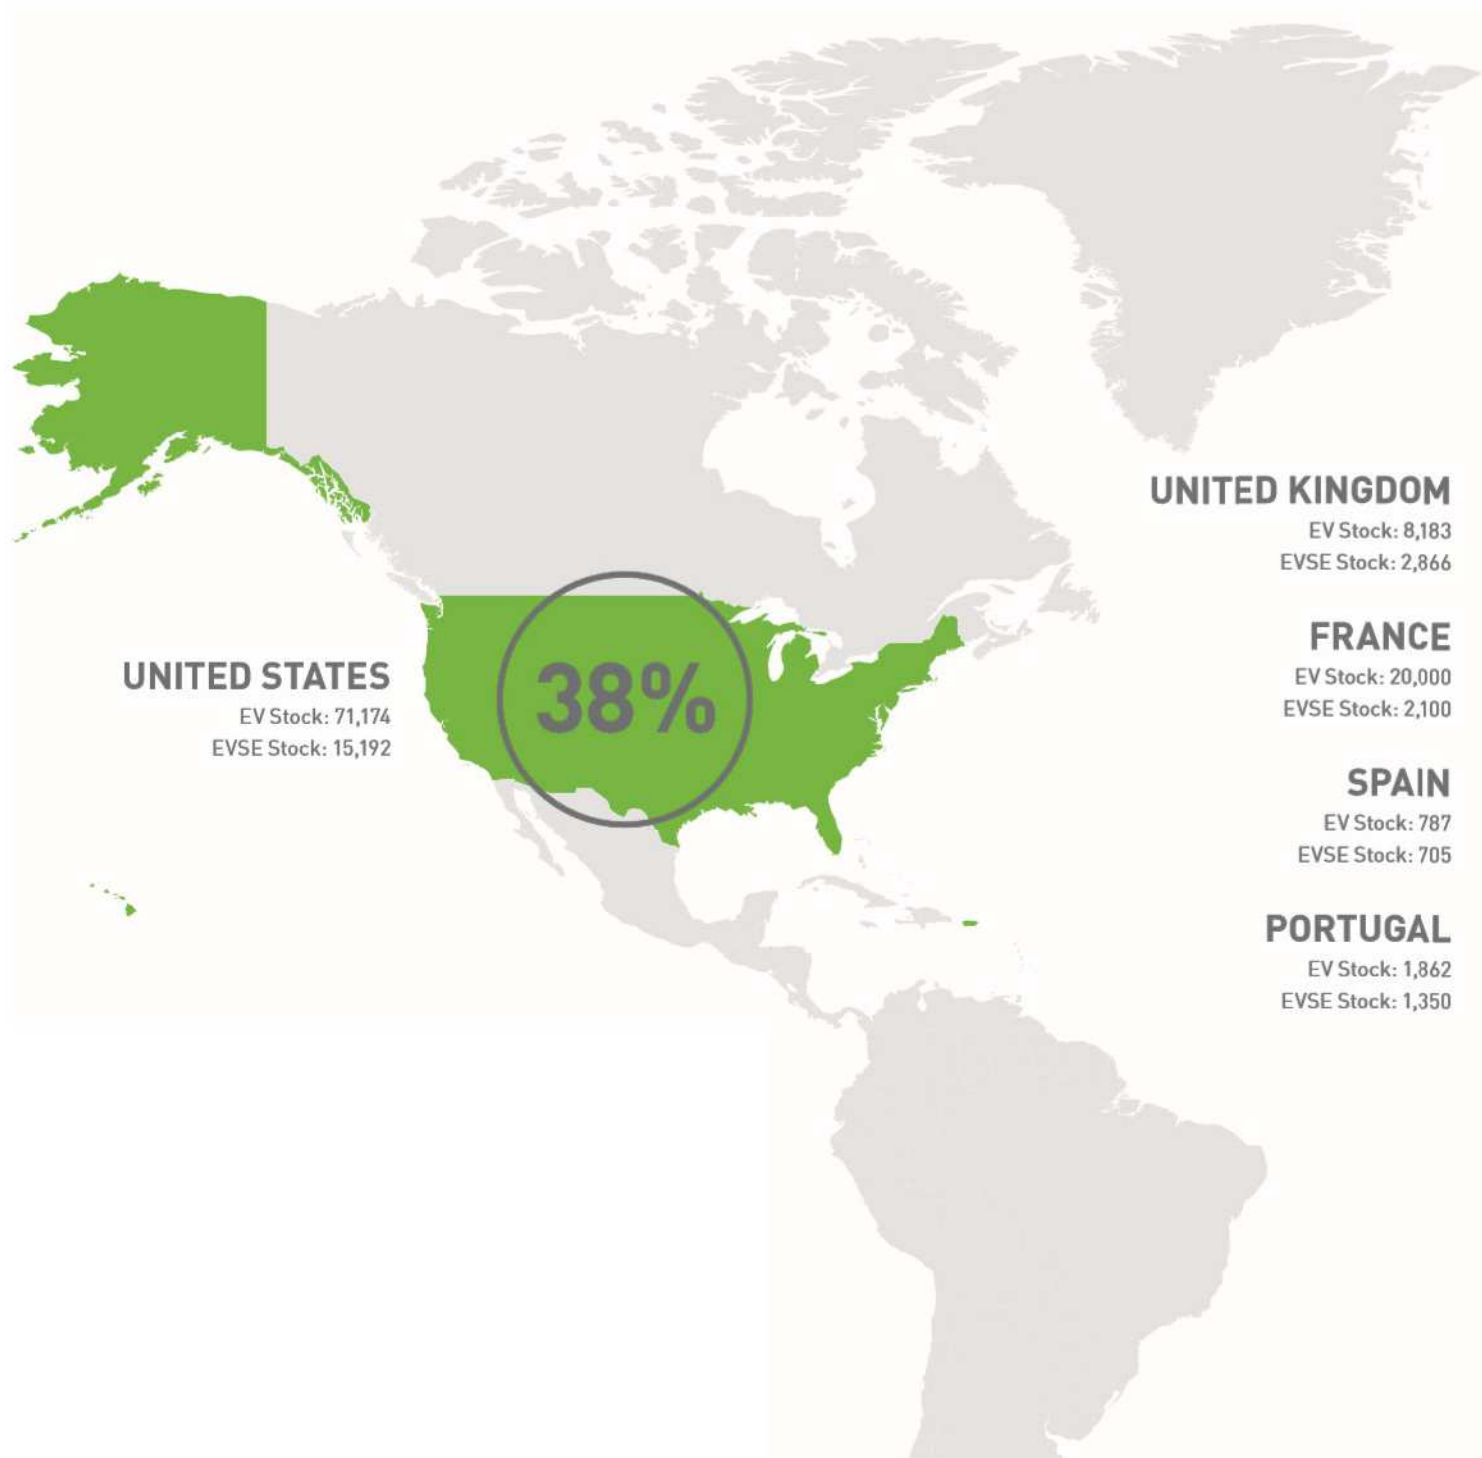 UNITED STATES
EV Stock: 71,174
EVSE Stock: 15,192
38%
UNITED KINGDOM
EV Stock: 8,183
EVSE Stock: 2,866
FRANCE
EV Stock: 20,000
EVSE Stock: 2,100
SPAIN
EV Stock: 787
EVSE Stock: 705
PORTUGAL
EV Stock: 1,862
EVSE Stock: 1,350